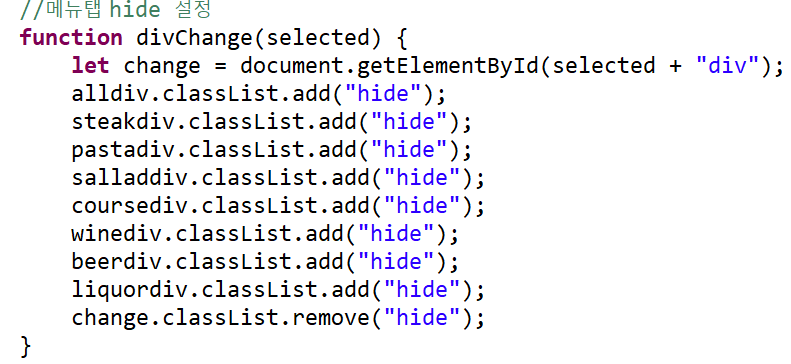 //메뉴탭 hide 설정
function divChange(selected) {
    let change = document.getElementById(selected + "div");
    alldiv.classList.add("hide");
    steakdiv.classList.add("hide");
    pastadiv.classList.add("hide");
    salladdiv.classList.add("hide");
    coursediv.classList.add("hide");
    winediv.classList.add("hide");
    beerdiv.classList.add("hide");
    liquordiv.classList.add("hide");
    change.classList.remove("hide");
}